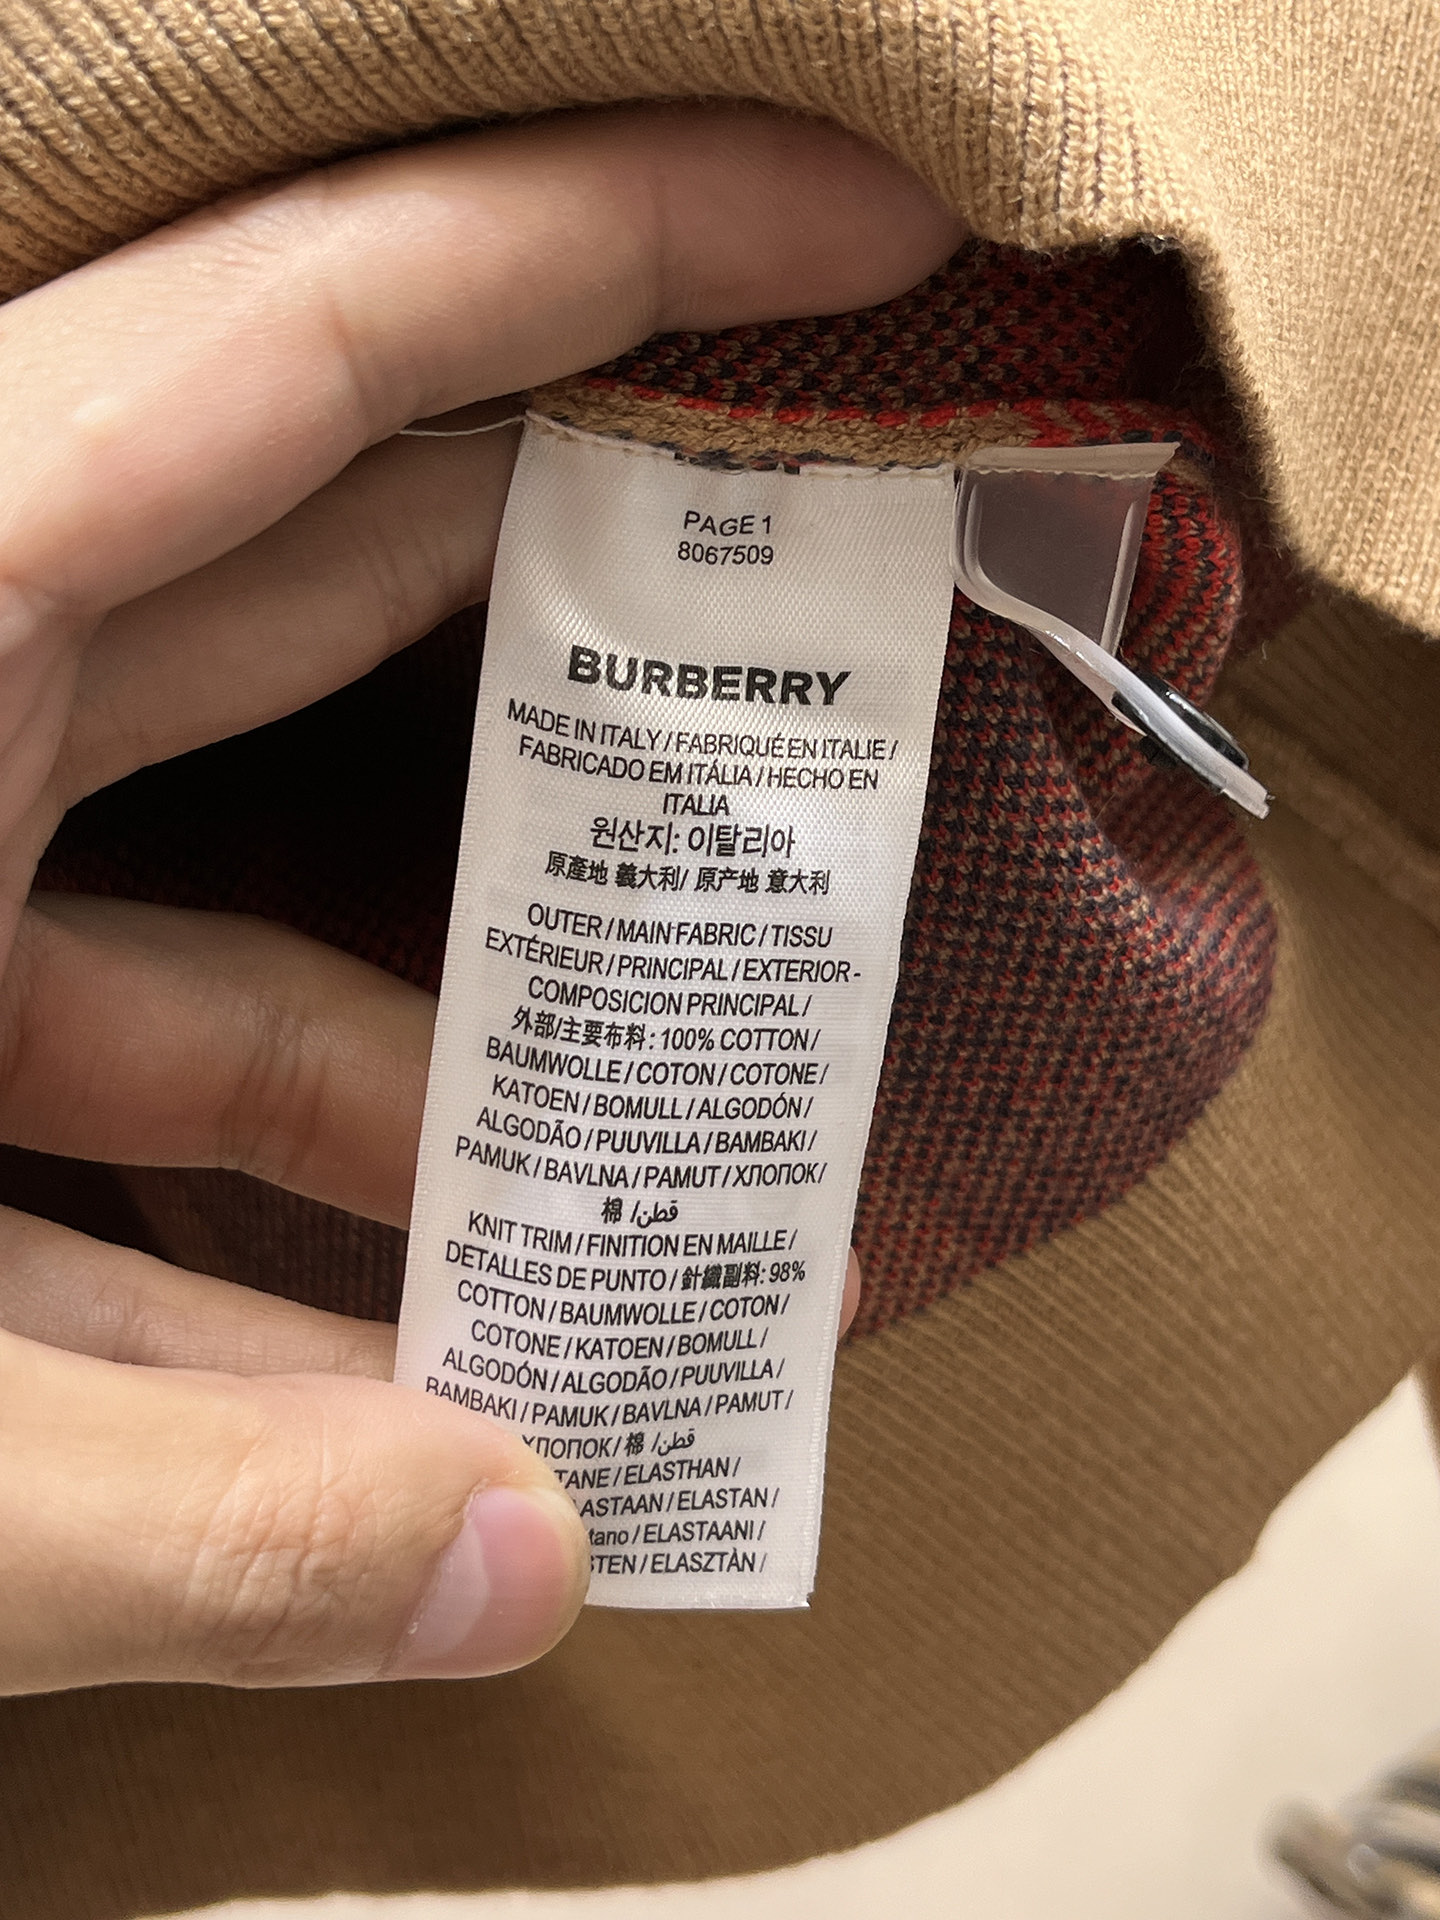 PAGE 1
8067509
BURBERRY
MADE IN ITALY / FABRIQUÉ EN ITALIE /
FABRICADO EM ITÁLIA / HECHO EN
ITALIA
원산지: 이탈리아
原產地 義大利/ 原产地 意大利
OUTER / MAIN FABRIC / TISSU
EXTÉRIEUR / PRINCIPAL / EXTERIOR-
COMPOSICION PRINCIPAL /
外部/主要布料: 100% COTTON /
BAUMWOLLE / COTON / COTONE /
KATOEN / BOMULL / ALGODÓN /
ALGODÃO / PUUVILLA / BAMBAKI /
PAMUK / BAVLNA / PAMUT / ХЛОПОК/
棉 /قطن
KNIT TRIM / FINITION EN MAILLE /
DETALLES DE PUNTO / 針織副料: 98%
COTTON / BAUMWOLLE / COTON /
COTONE / KATOEN / BOMULL /
ALGODÓN / ALGODÃO / PUUVILLA /
BAMBAKI / PAMUK / BAVLNA / PAMUT /
ХЛОПОК/ 棉 /قطن
/ ELASTHAN /
/ ELASTAN /
/ ELASTAANI /
/ ELASZTÀN /